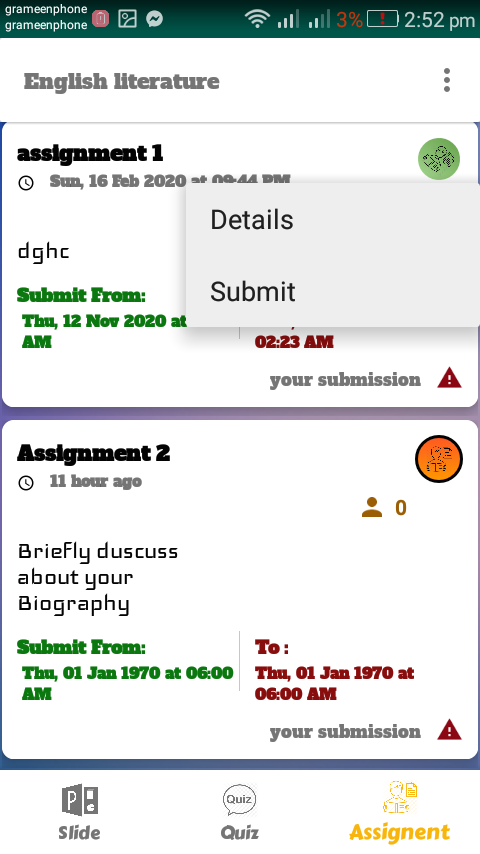 grameenphone
grameenphone
3%
2:52 pm
English literature
assignment 1
Sun, 16 Feb 2020 at 09:44 PM
Details
Submit
dghc
Submit From:
Thu, 12 Nov 2020 at
AM
02:23 AM
your submission
Assignment 2
11 hour ago
0
Briefly duscuss
about your
Biography
Submit From:
Thu, 01 Jan 1970 at 06:00
AM
To :
Thu, 01 Jan 1970 at
06:00 AM
your submission
Slide
Quiz
Quiz
Assignent